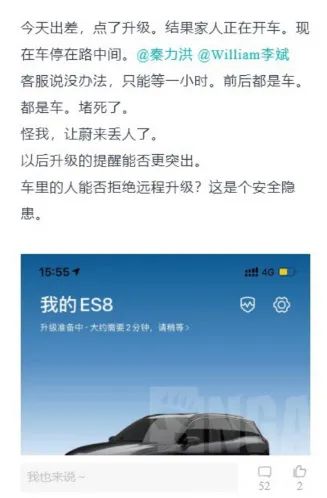 今天出差，点了升级。结果家人正在开车。现
在车停在路中间。@秦力洪 @William李斌
客服说没办法，只能等一小时。前后都是车。
都是车。堵死了。
怪我，让蔚来丢人了。
以后升级的提醒能否更突出。
车里的人能否拒绝远程升级？这是个安全隐
患。
15:55 4G
我的ES8
升级准备中·大约需要2分钟，请稍等>
NGA
我也来说~
52 2